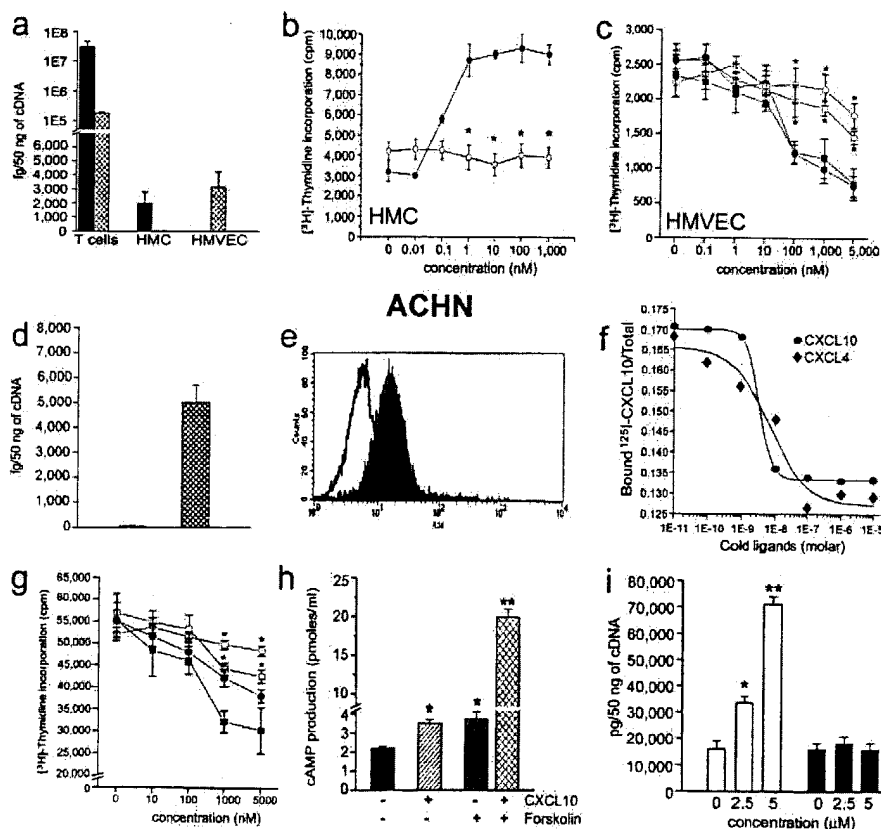 a
fg/50 ng of cDNA
1E8
1E7
1E6
1E5
6,000
5,000
4,000
3,000
2,000
1,000
0
T cells HMC HMVEC
b
[³H]-Thymidine incorporation (cpm)
10,000
9,000
8,000
7,000
6,000
5,000
4,000
3,000
2,000
1,000
0
* * * *
HMC
0 0.01 0.1 1 10 100 1,000
concentration (nM)
c
[³H]-Thymidine incorporation (cpm)
3,000
2,500
2,000
1,500
1,000
500
0
HMVEC
0 0.1 1 10 100 1,000 5,000
concentration (nM)
ACHN
d
fg/50 ng of cDNA
8,000
7,000
6,000
5,000
4,000
3,000
2,000
1,000
0
e
Counts
100
80
60
40
20
0
10⁰ 10¹ 10² 10³ 10⁴
f
Bound ¹²⁵I-CXCL10/Total
0.175
0.170
0.165
0.160
0.155
0.150
0.145
0.140
0.135
0.130
0.125
CXCL10
CXCL4
1E-11 1E-10 1E-9 1E-8 1E-7 1E-6 1E-5
Cold ligands (molar)
g
[³H]-Thymidine incorporation (cpm)
65,000
60,000
55,000
50,000
45,000
40,000
35,000
30,000
25,000
20,000
0
0 10 100 1000 5000
concentration (nM)
h
cAMP production (pmoles/ml)
25
20
15
10
4
3
2
1
0
* * **
- + - + CXCL10
- - + + Forskolin
i
pg/50 ng of cDNA
80,000
70,000
60,000
50,000
40,000
30,000
20,000
10,000
0
* **
0 2.5 5 0 2.5 5
concentration (µM)